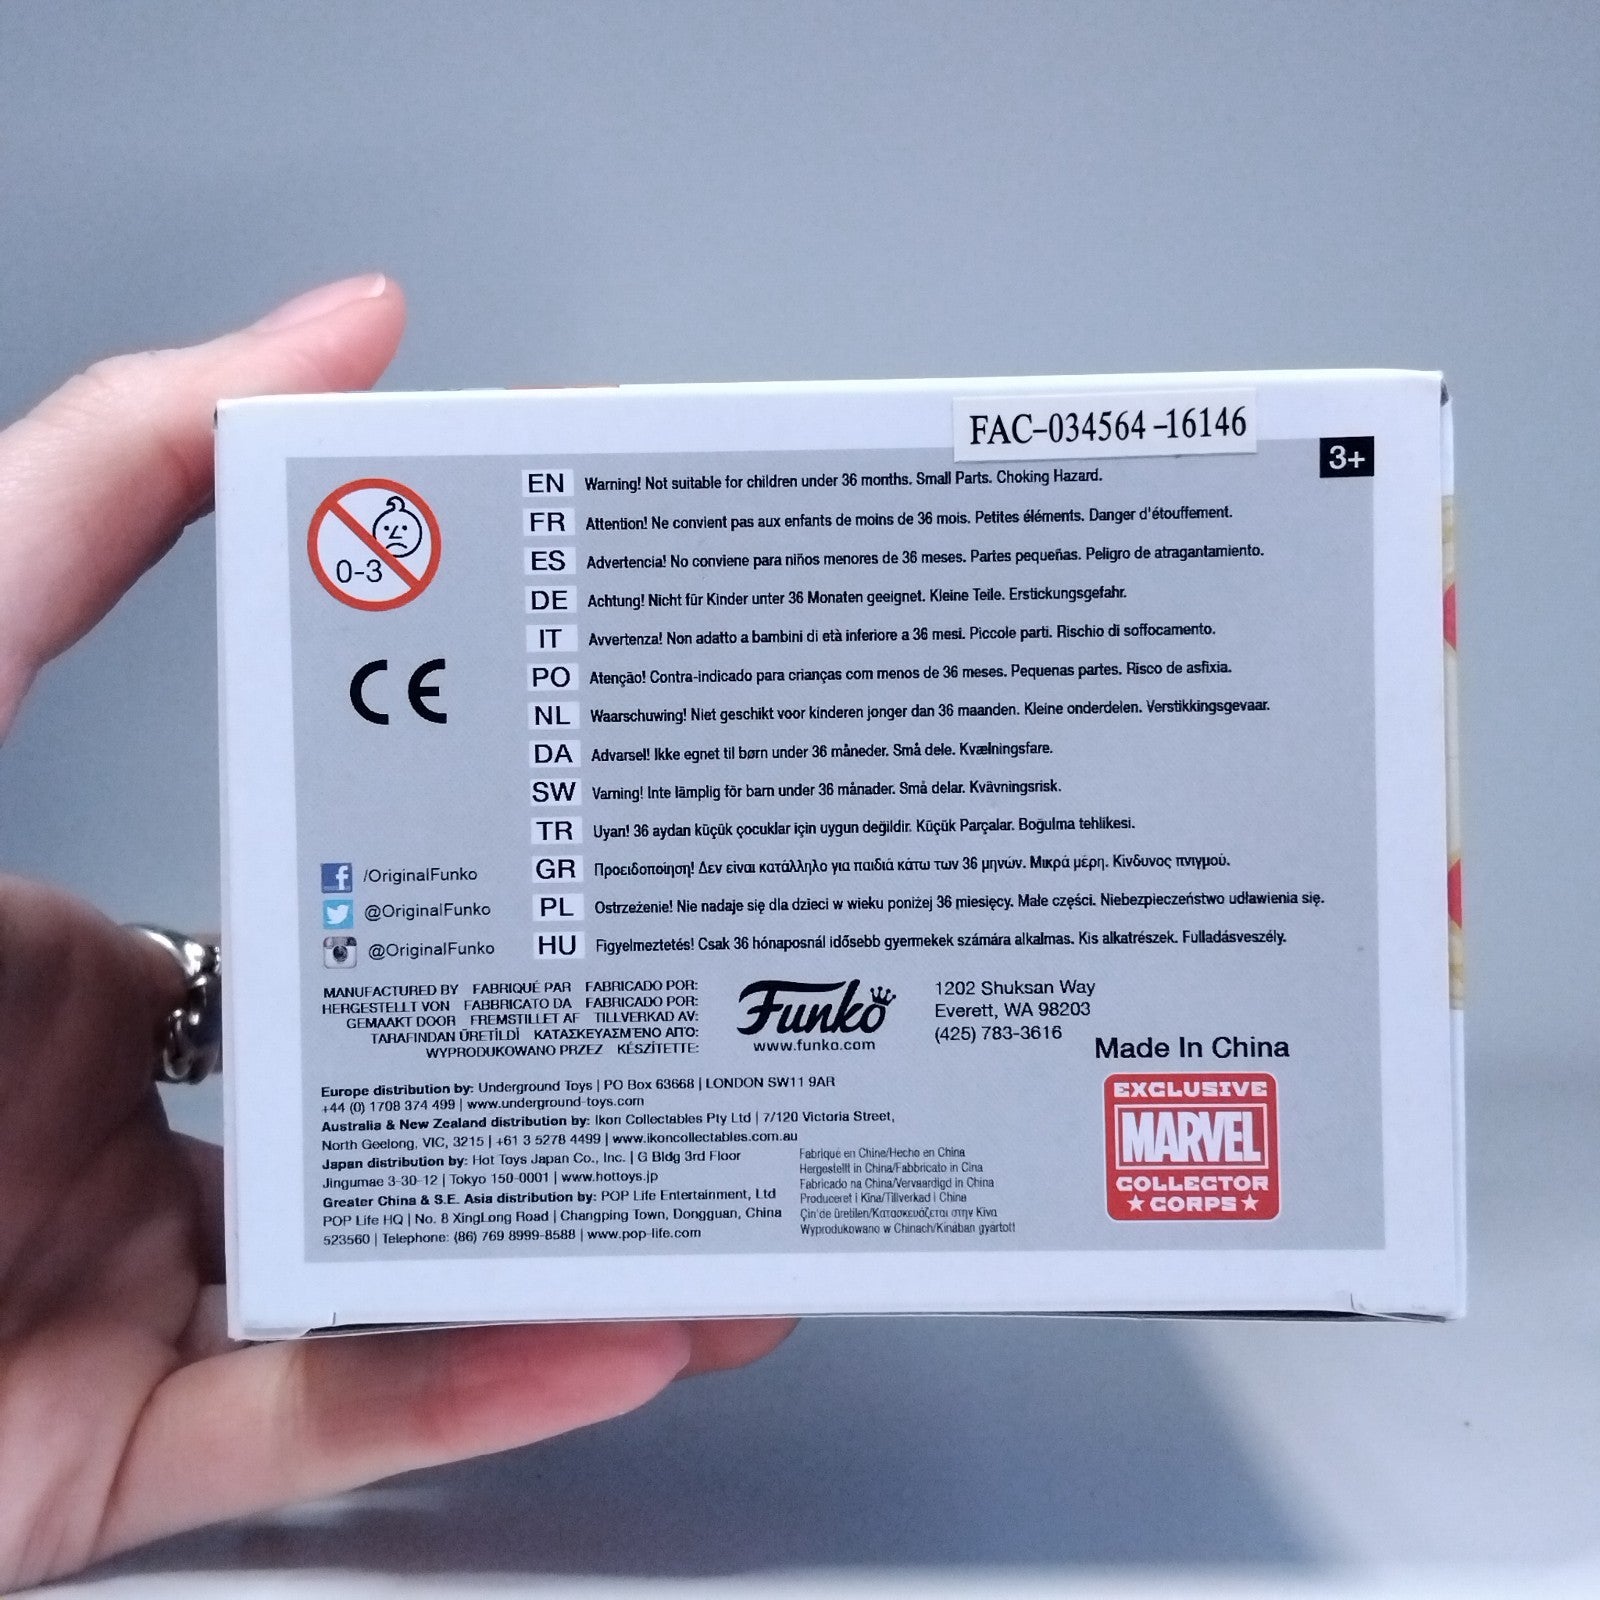 FAC-034564-16146
3+
0-3
EN Warning! Not suitable for children under 36 months. Small Parts. Choking Hazard.
FR Attention! Ne convient pas aux enfants de moins de 36 mois. Petites éléments. Danger d'étouffement.
ES Advertencia! No conviene para niños menores de 36 meses. Partes pequeñas. Peligro de atragantamiento.
DE Achtung! Nicht für Kinder unter 36 Monaten geeignet. Kleine Teile. Erstickungsgefahr.
IT Avvertenza! Non adatto a bambini di età inferiore a 36 mesi. Piccole parti. Rischio di soffocamento.
PO Atenção! Contra-indicado para crianças com menos de 36 meses. Pequenas partes. Risco de asfixia.
NL Waarschuwing! Niet geschikt voor kinderen jonger dan 36 maanden. Kleine onderdelen. Verstikkingsgevaar.
DA Advarsel! Ikke egnet til børn under 36 måneder. Små dele. Kvælningsfare.
SW Varning! Inte lämplig för barn under 36 månader. Små delar. Kvävningsrisk.
TR Uyarı! 36 aydan küçük çocuklar için uygun değildir. Küçük Parçalar. Boğulma tehlikesi.
GR Προειδοποίηση! Δεν είναι κατάλληλο για παιδιά κάτω των 36 μηνών. Μικρά μέρη. Κίνδυνος πνιγμού.
PL Ostrzeżenie! Nie nadaje się dla dzieci w wieku poniżej 36 miesięcy. Małe części. Niebezpieczeństwo udławienia się.
HU Figyelmeztetés! Csak 36 hónaposnál idősebb gyermekek számára alkalmas. Kis alkatrészek. Fulladásveszély.
CE
/OriginalFunko
@OriginalFunko
@OriginalFunko
MANUFACTURED BY FABRIQUÉ PAR FABRICADO POR:
HERGESTELLT VON FABBRICATO DA FABRICADO POR:
GEMAAKT DOOR FREMSTILLET AF TILLVERKAD AV:
TARAFINDAN ÜRETİLDİ ΚΑΤΑΣΚΕΥΑΣΜΈΝΟ ΑΠΌ:
WYPRODUKOWANO PRZEZ KÉSZÍTETTE:
Funko
www.funko.com
1202 Shuksan Way
Everett, WA 98203
(425) 783-3616
Made In China
Europe distribution by: Underground Toys | PO Box 63668 | LONDON SW11 9AR
+44 (0) 1708 374 499 | www.underground-toys.com
Australia & New Zealand distribution by: Ikon Collectables Pty Ltd | 7/120 Victoria Street,
North Geelong, VIC, 3215 | +61 3 5278 4499 | www.ikoncollectables.com.au
Japan distribution by: Hot Toys Japan Co., Inc. | G Bldg 3rd Floor
Jingumae 3-30-12 | Tokyo 150-0001 | www.hottoys.jp
Greater China & S.E. Asia distribution by: POP Life Entertainment, Ltd
POP Life HQ | No. 8 XingLong Road | Changping Town, Dongguan, China
523560 | Telephone: (86) 769 8999-8588 | www.pop-life.com
Fabriqué en Chine/Hecho en China
Hergestellt in China/Fabbricato in Cina
Fabricado na China/Vervaardigd in China
Produceret i Kina/Tillverkad i China
Çin'de üretilen/Κατασκευάζεται στην Κίνα
Wyprodukowano w Chinach/Kínában gyártott
EXCLUSIVE
MARVEL
COLLECTOR
CORPS